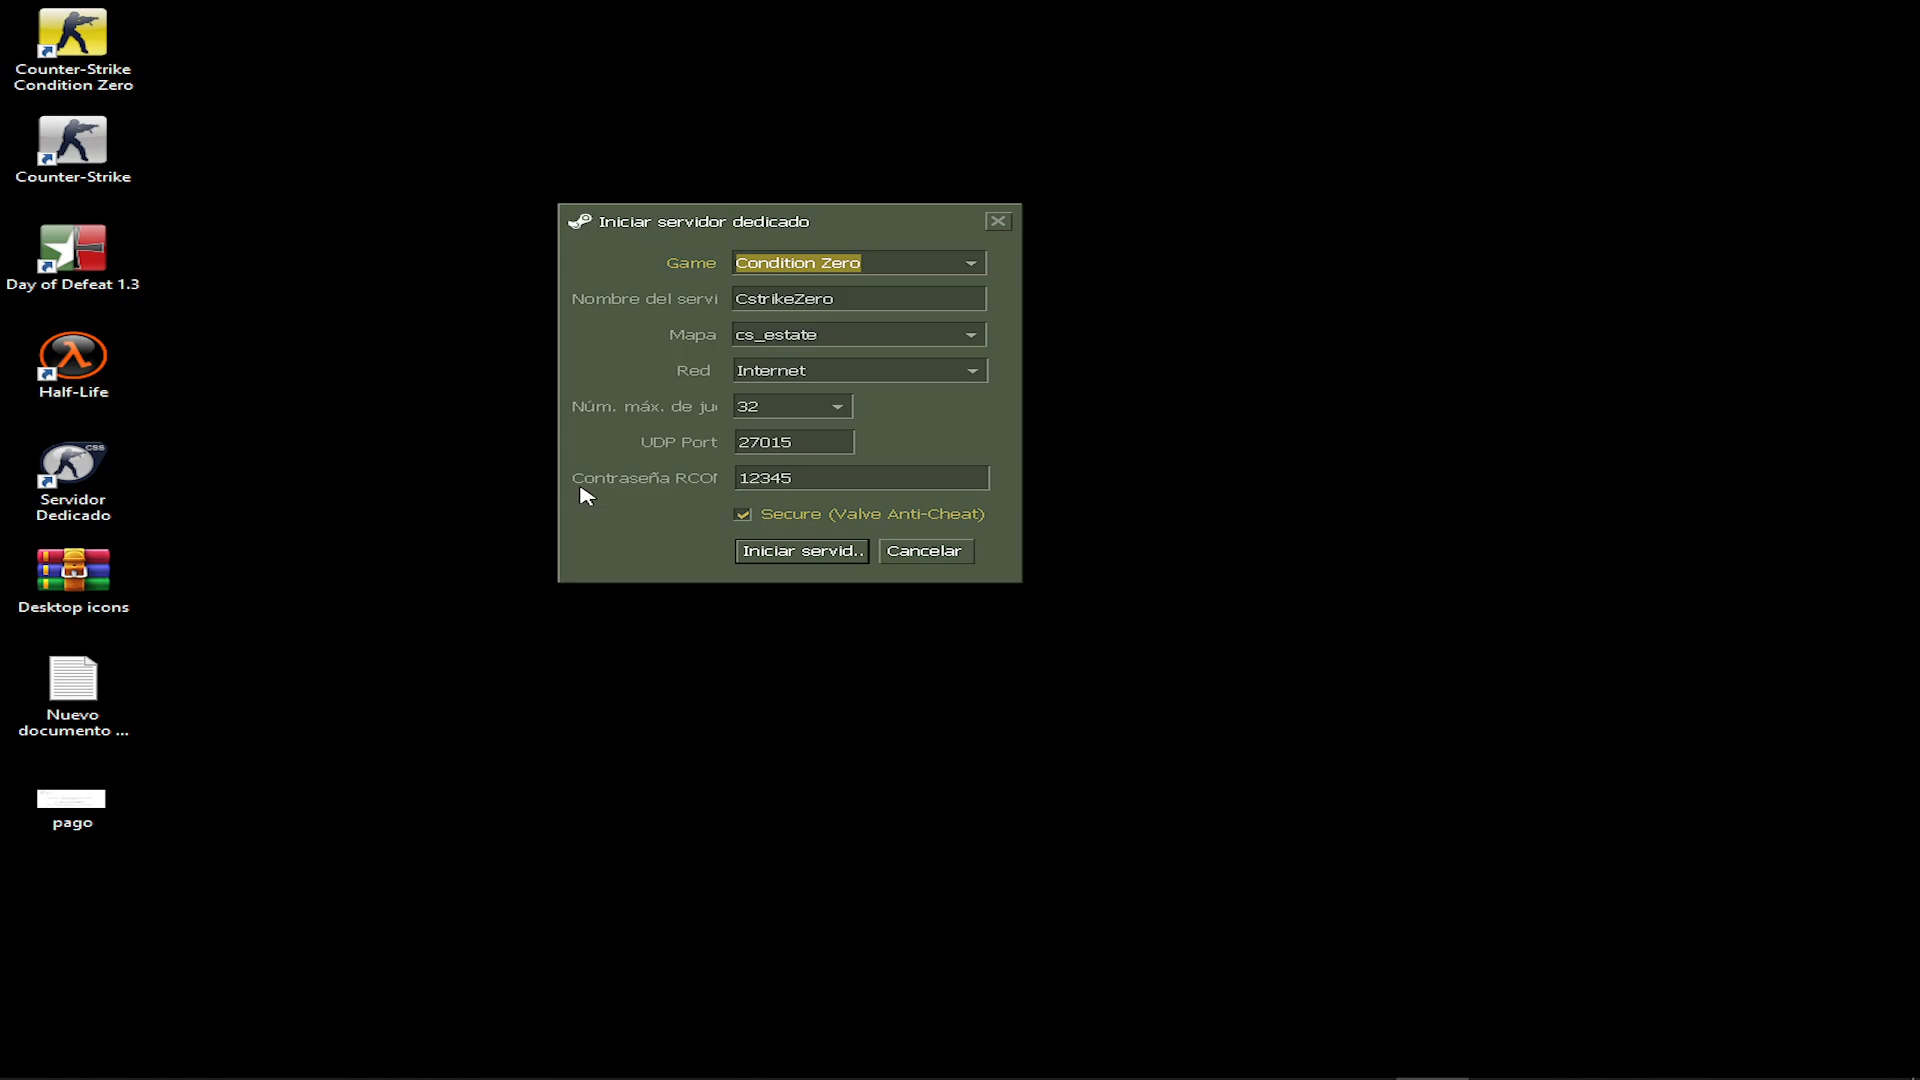 Counter-Strike
Condition Zero
Counter-Strike
Day of Defeat 1.3
Half-Life
CSS
Servidor
Dedicado
Desktop icons
Nuevo
documento ...
pago
Iniciar servidor dedicado
Game Condition Zero
Nombre del servi CstrikeZero
Mapa cs_estate
Red Internet
Núm. máx. de ju 32
UDP Port 27015
Contraseña RCO 12345
Secure (Valve Anti-Cheat)
Iniciar servid.. Cancelar